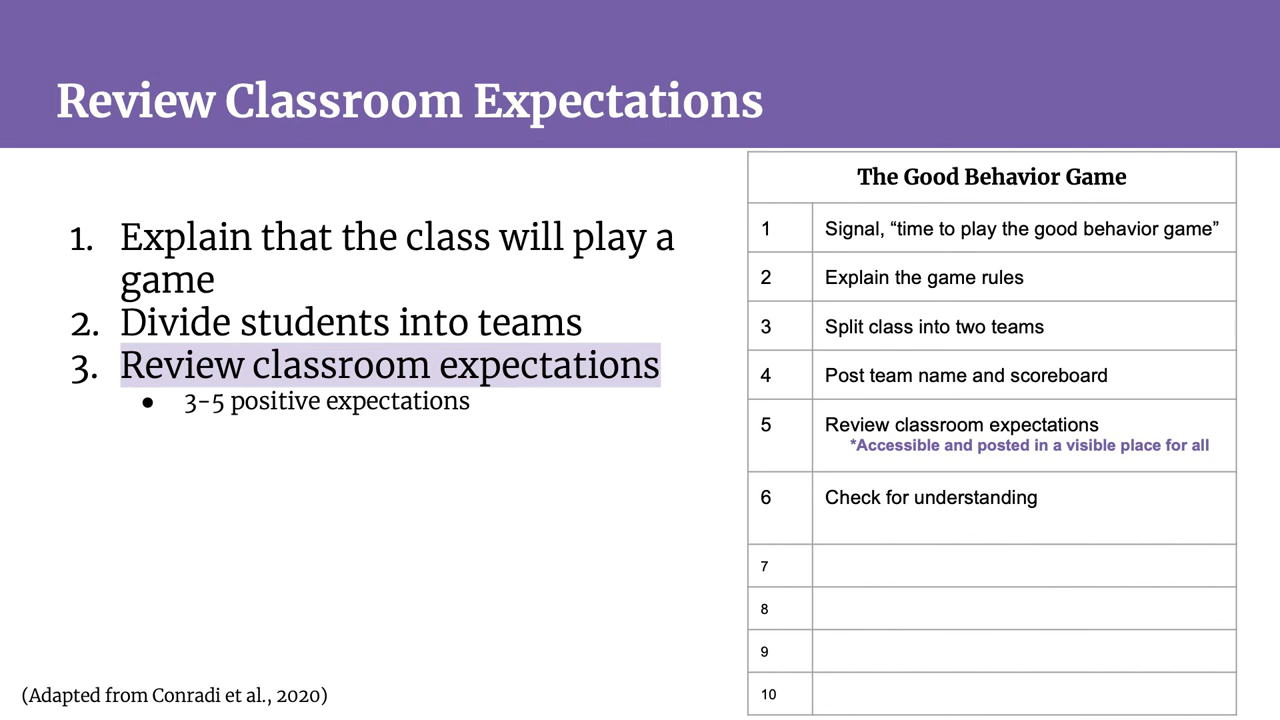 Review Classroom Expectations
1. Explain that the class will play a
game
2. Divide students into teams
3. Review classroom expectations
● 3-5 positive expectations
(Adapted from Conradi et al., 2020)
The Good Behavior Game
1 Signal, “time to play the good behavior game”
2 Explain the game rules
3 Split class into two teams
4 Post team name and scoreboard
5 Review classroom expectations
*Accessible and posted in a visible place for all
6 Check for understanding
7
8
9
10